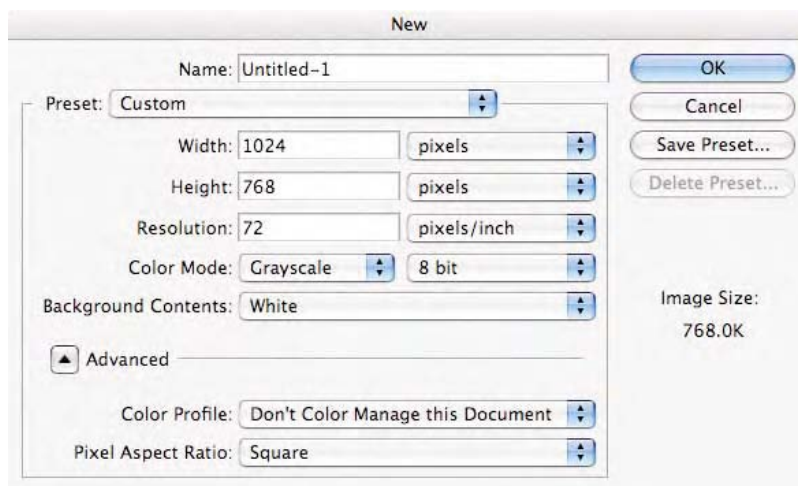 New
Name: Untitled-1
OK
Preset: Custom
Cancel
Width: 1024 pixels
Save Preset...
Height: 768 pixels
Delete Preset...
Resolution: 72 pixels/inch
Color Mode: Grayscale 8 bit
Background Contents: White
Image Size:
768.0K
Advanced
Color Profile: Don't Color Manage this Document
Pixel Aspect Ratio: Square